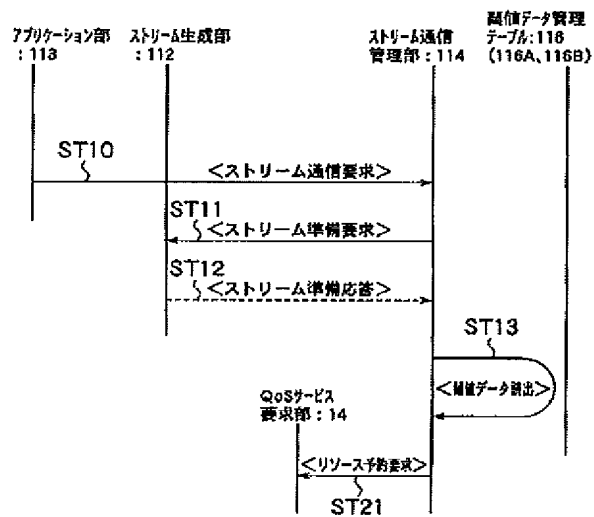 アプリケーション部
:113
ストリーム生成部
:112
ストリーム通信
管理部:114
閾値データ管理
テーブル:116
(116A、116B)
ST10
<ストリーム通信要求>
ST11
<ストリーム準備要求>
ST12
<ストリーム準備応答>
ST13
<閾値データ読出>
QoSサービス
要求部:14
<リソース予約要求>
ST21